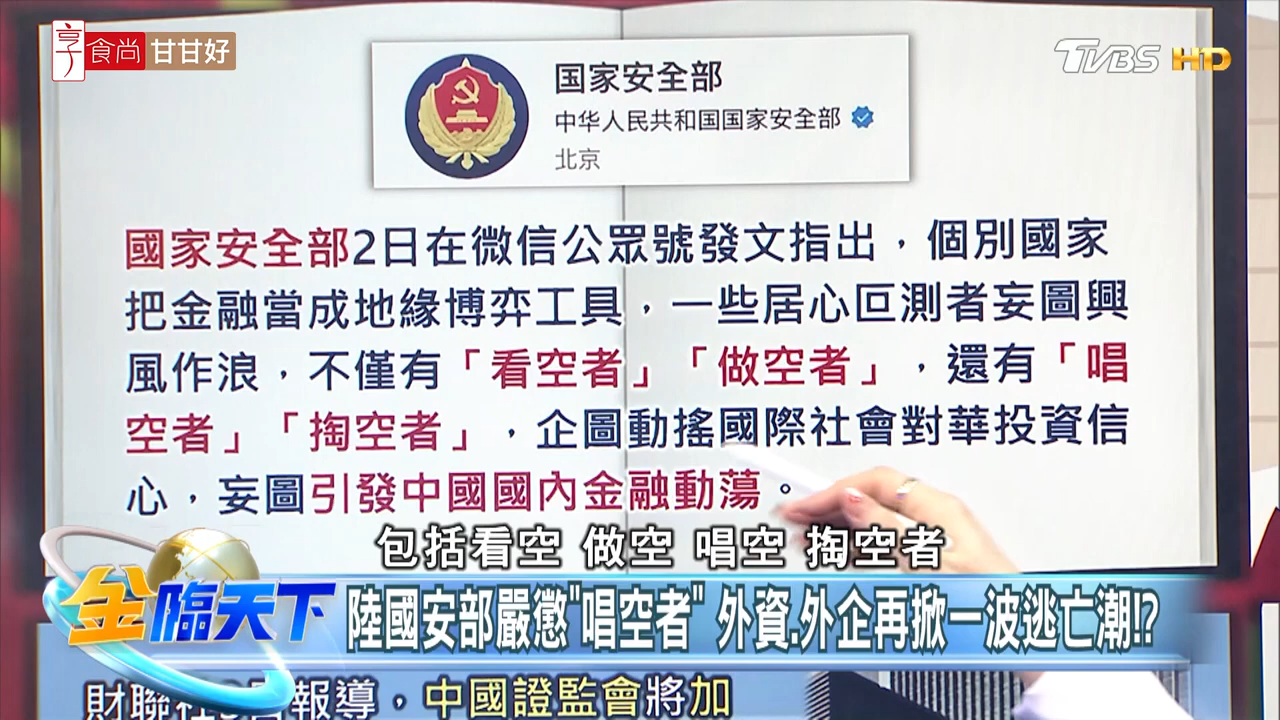 享 食尚 甘甘好
TVBS HD
国家安全部
中华人民共和国国家安全部
北京
國家安全部2日在微信公眾號發文指出，個別國家
把金融當成地緣博弈工具，一些居心叵測者妄圖興
風作浪，不僅有「看空者」「做空者」，還有「唱
空者」「掏空者」，企圖動搖國際社會對華投資信
心，妄圖引發中國國內金融動蕩。
包括看空 做空 唱空 掏空者
金臨天下
陸國安部嚴懲"唱空者" 外資.外企再掀一波逃亡潮!?
財聯社3日報導，中國證監會將加